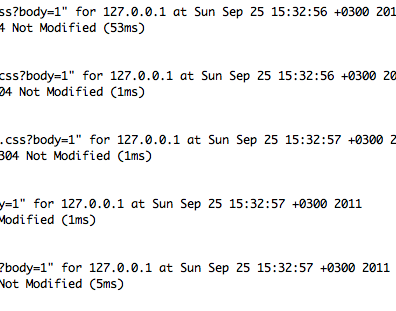 ss?body=1" for 127.0.0.1 at Sun Sep 25 15:32:56 +0300 201
4 Not Modified (53ms)
css?body=1" for 127.0.0.1 at Sun Sep 25 15:32:56 +0300 20
04 Not Modified (1ms)
.css?body=1" for 127.0.0.1 at Sun Sep 25 15:32:57 +0300 2
304 Not Modified (1ms)
y=1" for 127.0.0.1 at Sun Sep 25 15:32:57 +0300 2011
Modified (1ms)
?body=1" for 127.0.0.1 at Sun Sep 25 15:32:57 +0300 2011
Not Modified (5ms)